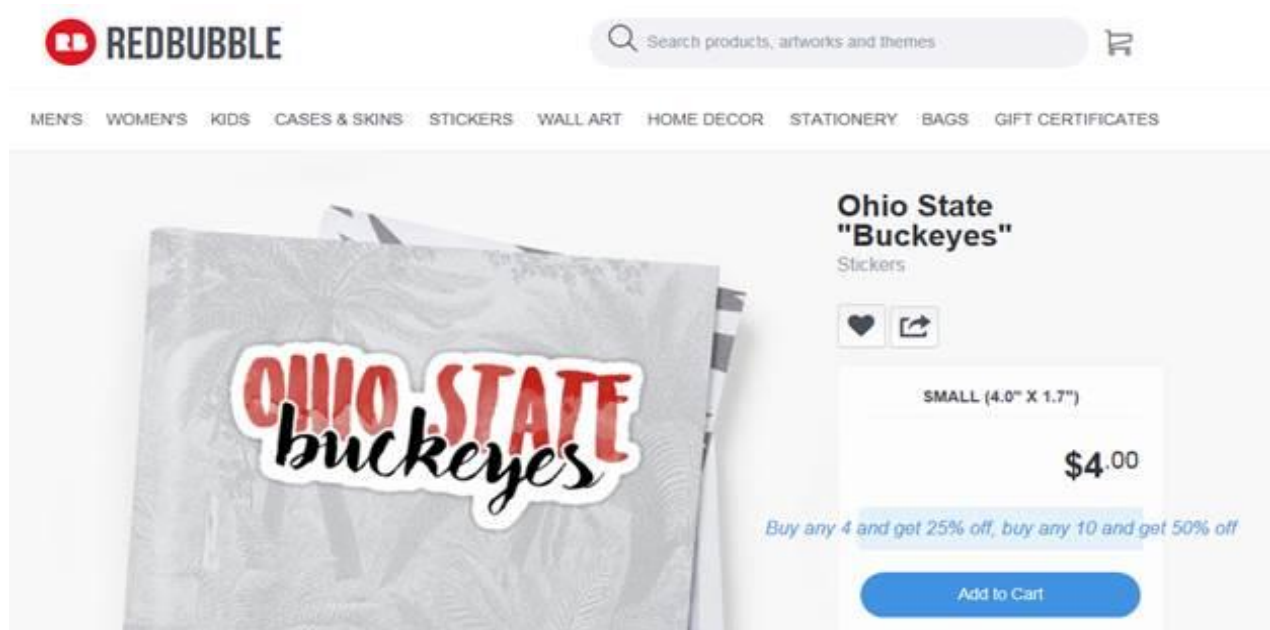 RB REDBUBBLE
Search products, artworks and themes
MEN'S WOMEN'S KIDS CASES & SKINS STICKERS WALL ART HOME DECOR STATIONERY BAGS GIFT CERTIFICATES
Ohio State
"Buckeyes"
Stickers
OHIO STATE
buckeyes
SMALL (4.0" X 1.7")
$4.00
Buy any 4 and get 25% off, buy any 10 and get 50% off
Add to Cart